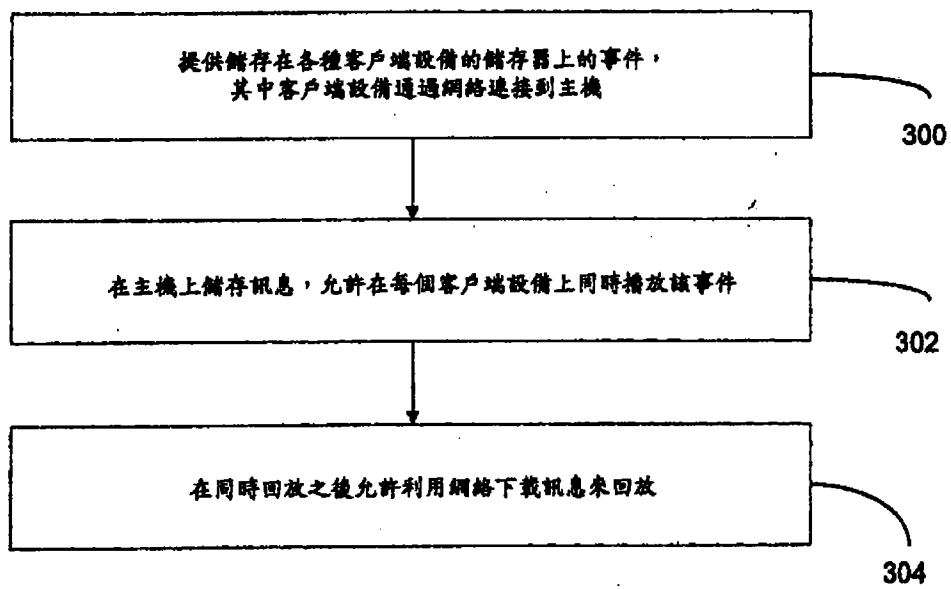 提供儲存在各種客戶端設備的儲存器上的事件，
其中客戶端設備通過網絡連接到主機
300
在主機上儲存訊息，允許在每個客戶端設備上同時播放該事件
302
在同時回放之後允許利用網絡下載訊息來回放
304